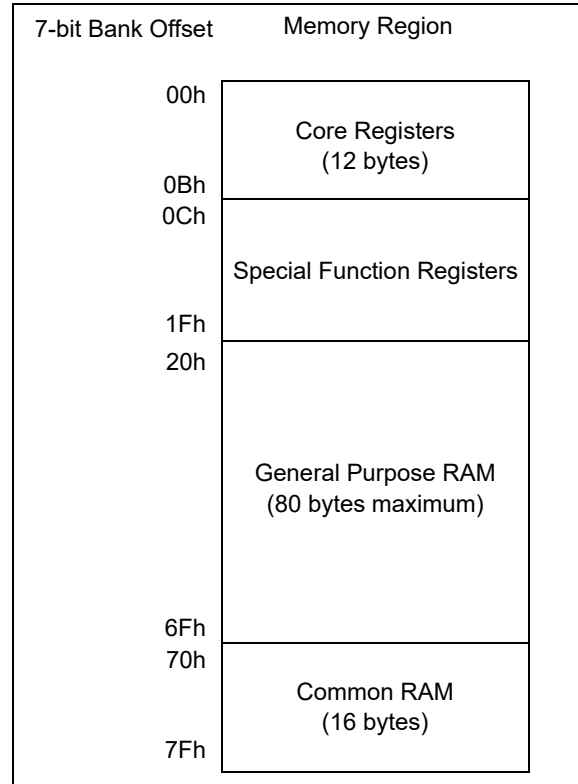 7-bit Bank Offset Memory Region
00h
Core Registers
(12 bytes)
0Bh
0Ch
Special Function Registers
1Fh
20h
General Purpose RAM
(80 bytes maximum)
6Fh
70h
Common RAM
(16 bytes)
7Fh